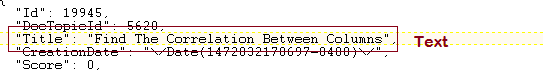 "Id": 19945,
"DocTopicId": 5620,
"Title": "Find The Correlation Between Columns", Text
"CreationDate": "\/Date(1472032170697-0400)\/",
"Score": 0,